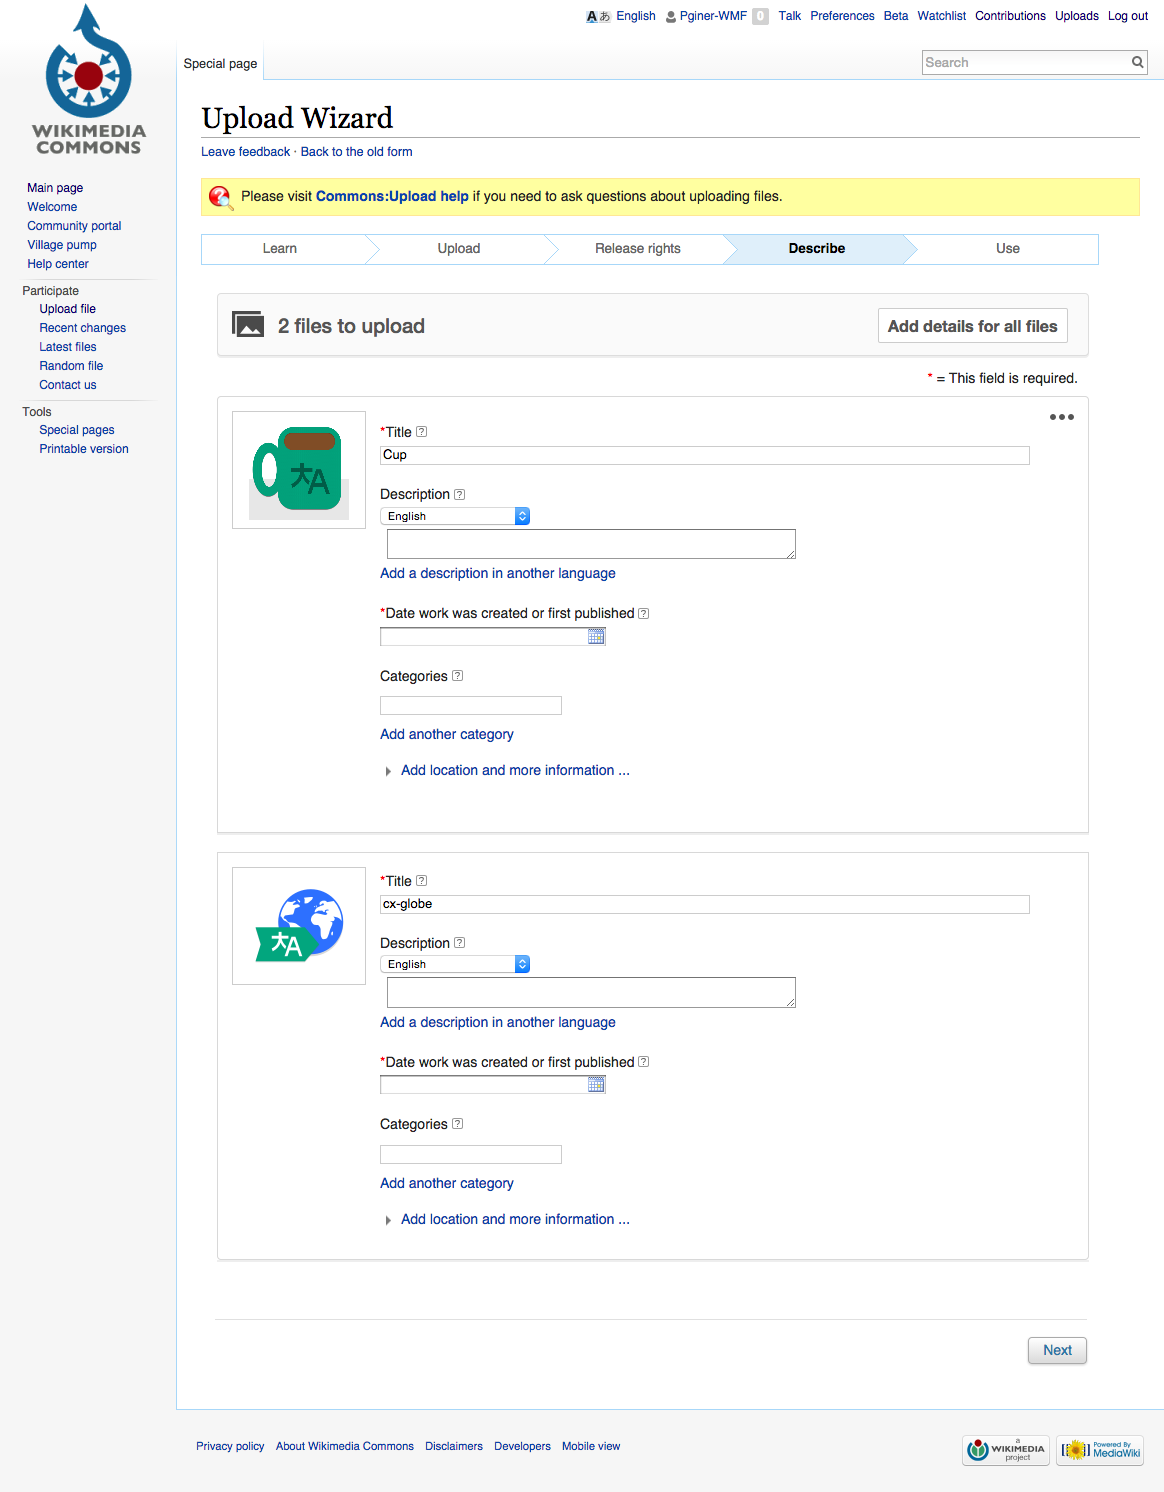 Aあ English Pginer-WMF 0 Talk Preferences Beta Watchlist Contributions Uploads Log out
WIKIMEDIA
COMMONS
Special page
Search
Upload Wizard
Leave feedback · Back to the old form
Please visit Commons:Upload help if you need to ask questions about uploading files.
Learn
Upload
Release rights
Describe
Use
Main page
Welcome
Community portal
Village pump
Help center
Participate
Upload file
Recent changes
Latest files
Random file
Contact us
Tools
Special pages
Printable version
2 files to upload
Add details for all files
* = This field is required.
大A
*Title ?
Cup
Description ?
English
Add a description in another language
*Date work was created or first published ?
Categories ?
Add another category
Add location and more information ...
大A
*Title ?
cx-globe
Description ?
English
Add a description in another language
*Date work was created or first published ?
Categories ?
Add another category
Add location and more information ...
Next
Privacy policy About Wikimedia Commons Disclaimers Developers Mobile view
a
WIKIMEDIA
project
Powered By
MediaWiki